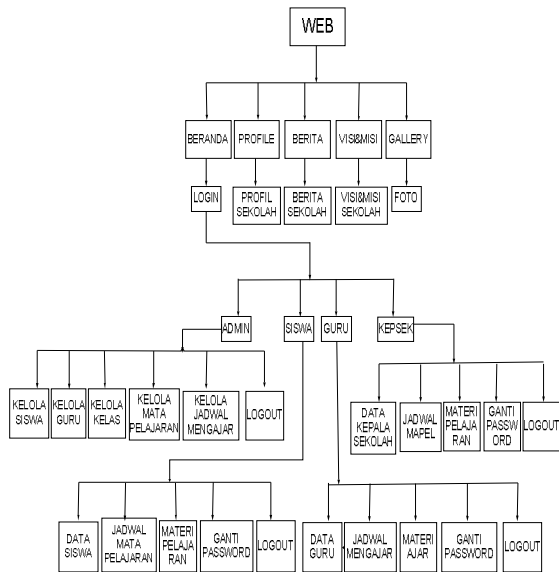 WEB
BERANDA
PROFILE
BERITA
VISI&MISI
GALLERY
LOGIN
PROFIL
SEKOLAH
BERITA
SEKOLAH
VISI&MISI
SEKOLAH
FOTO
ADMIN
SISWA
GURU
KEPSEK
KELOLA
SISWA
KELOLA
GURU
KELOLA
KELAS
KELOLA
MATA
PELAJARAN
KELOLA
JADWAL
MENGAJAR
LOGOUT
DATA
KEPALA
SEKOLAH
JADWAL
MAPEL
MATERI
PELAJA
RAN
GANTI
PASSW
ORD
LOGOUT
DATA
SISWA
JADWAL
MATA
PELAJARAN
MATERI
PELAJA
RAN
GANTI
PASSWORD
LOGOUT
DATA
GURU
JADWAL
MENGAJAR
MATERI
AJAR
GANTI
PASSWORD
LOGOUT